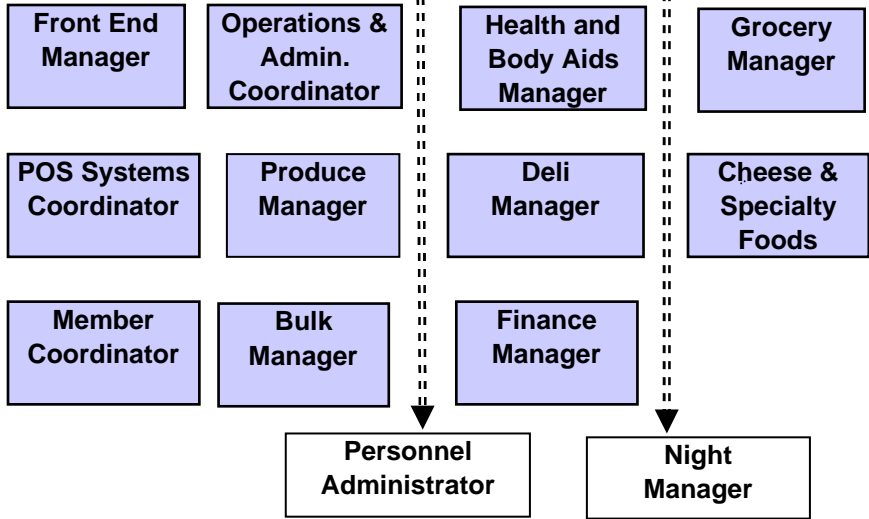 Front End
Manager
Operations &
Admin.
Coordinator
Health and
Body Aids
Manager
Grocery
Manager
POS Systems
Coordinator
Produce
Manager
Deli
Manager
Cheese &
Specialty
Foods
Member
Coordinator
Bulk
Manager
Finance
Manager
Personnel
Administrator
Night
Manager